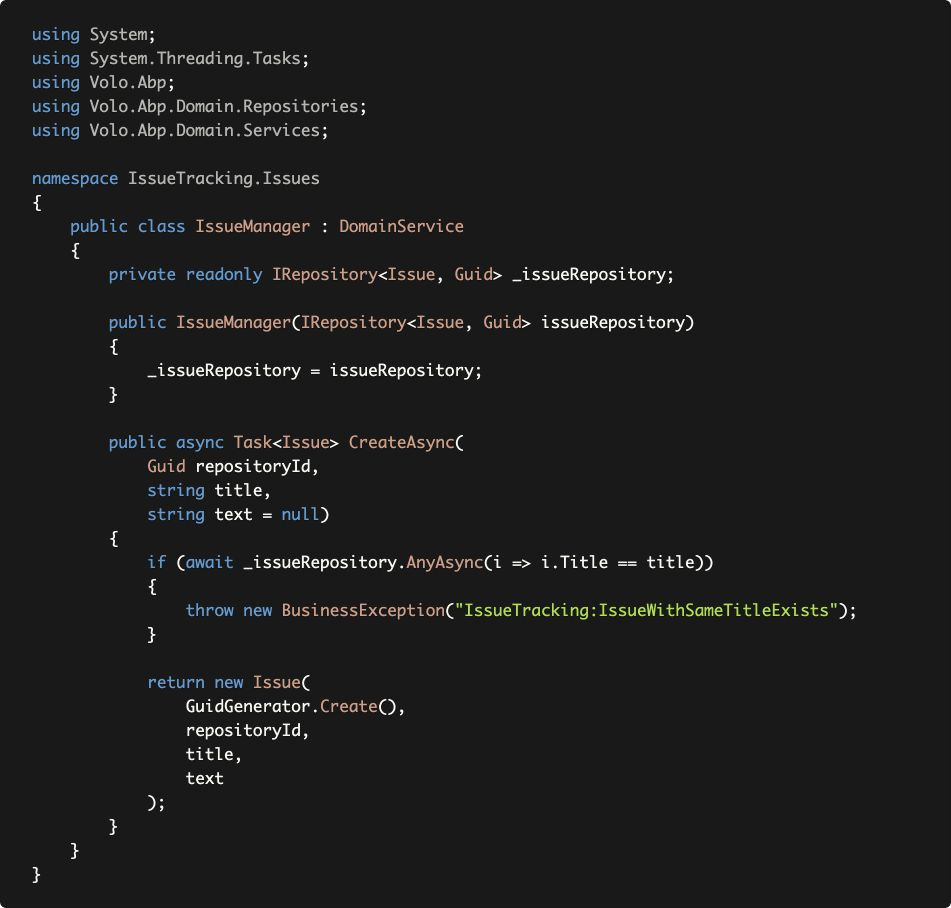 using System;
using System.Threading.Tasks;
using Volo.Abp;
using Volo.Abp.Domain.Repositories;
using Volo.Abp.Domain.Services;

namespace IssueTracking.Issues
{
    public class IssueManager : DomainService
    {
        private readonly IRepository<Issue, Guid> _issueRepository;

        public IssueManager(IRepository<Issue, Guid> issueRepository)
        {
            _issueRepository = issueRepository;
        }

        public async Task<Issue> CreateAsync(
            Guid repositoryId,
            string title,
            string text = null)
        {
            if (await _issueRepository.AnyAsync(i => i.Title == title))
            {
                throw new BusinessException("IssueTracking:IssueWithSameTitleExists");
            }

            return new Issue(
                GuidGenerator.Create(),
                repositoryId,
                title,
                text
            );
        }
    }
}